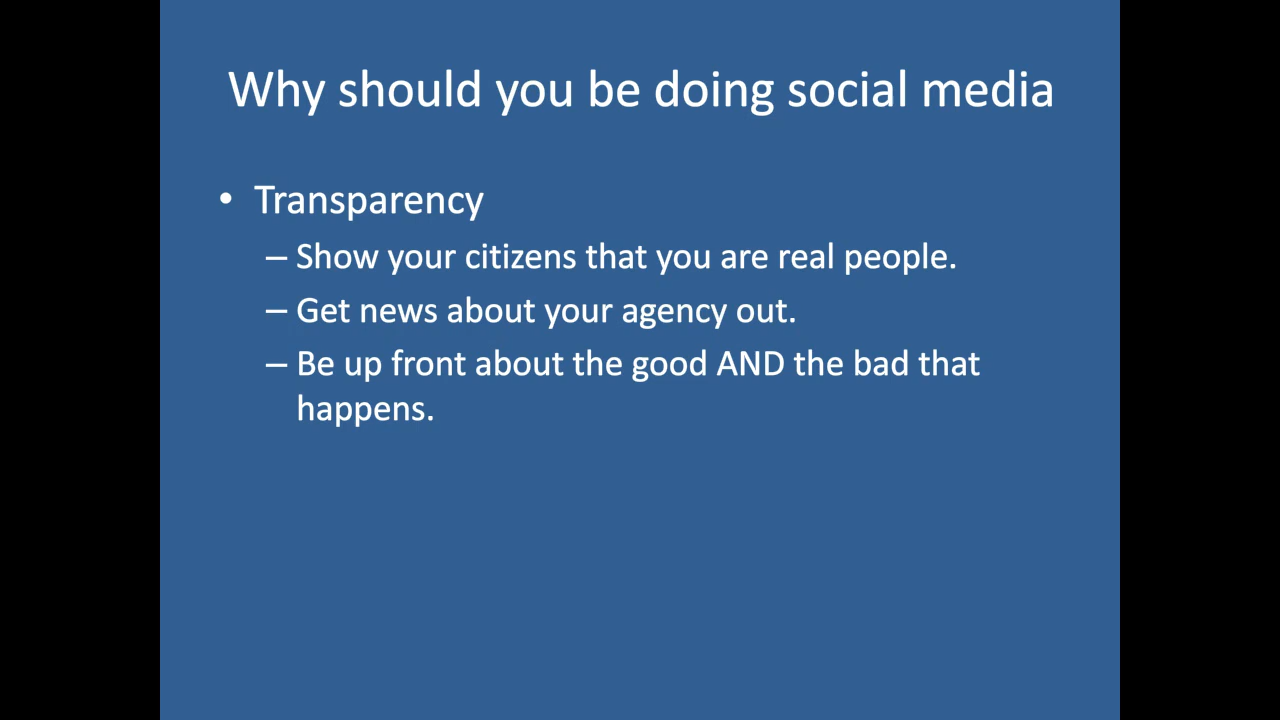 Why should you be doing social media
• Transparency
– Show your citizens that you are real people.
– Get news about your agency out.
– Be up front about the good AND the bad that
happens.